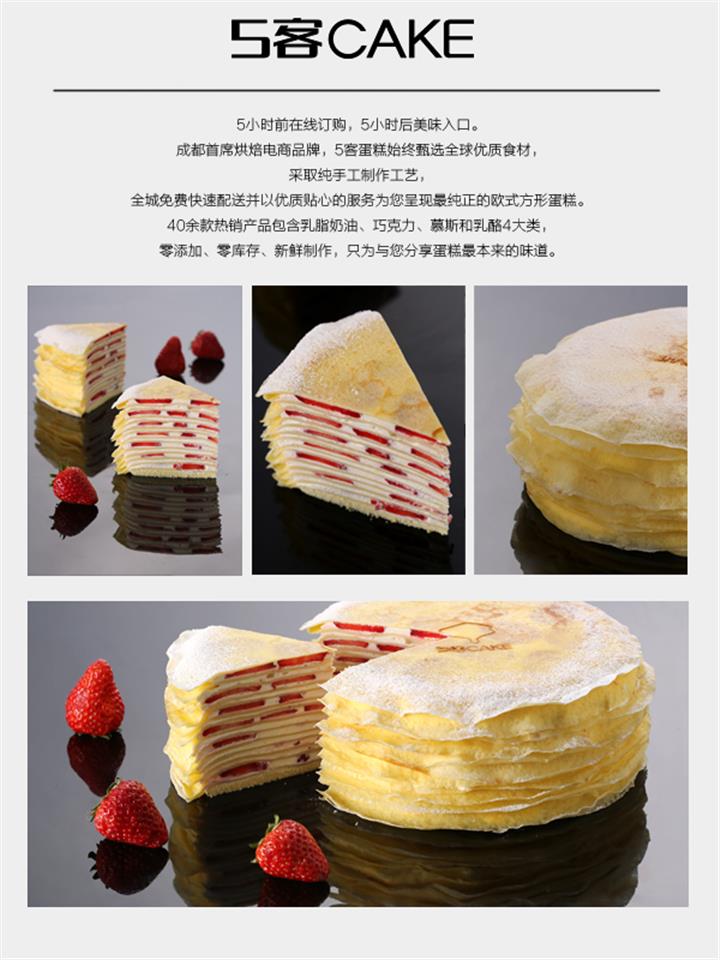 5客CAKE
5小时前在线订购，5小时后美味入口。
成都首席烘焙电商品牌，5客蛋糕始终甄选全球优质食材，
采取纯手工制作工艺，
全城免费快速配送并以优质贴心的服务为您呈现最纯正的欧式方形蛋糕。
40余款热销产品包含乳脂奶油、巧克力、慕斯和乳酪4大类，
零添加、零库存、新鲜制作，只为与您分享蛋糕最本来的味道。
5客CAKE